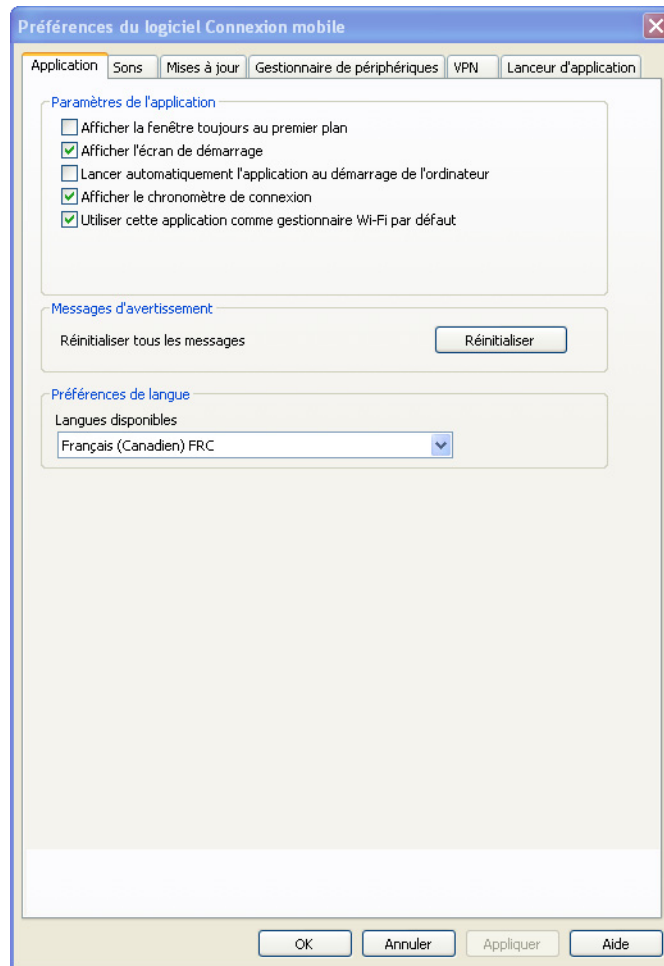 Préférences du logiciel Connexion mobile
Application Sons Mises à jour Gestionnaire de périphériques VPN Lanceur d'application
Paramètres de l'application
Afficher la fenêtre toujours au premier plan
Afficher l'écran de démarrage
Lancer automatiquement l'application au démarrage de l'ordinateur
Afficher le chronomètre de connexion
Utiliser cette application comme gestionnaire Wi-Fi par défaut
Messages d'avertissement
Réinitialiser tous les messages Réinitialiser
Préférences de langue
Langues disponibles
Français (Canadien) FRC
OK Annuler Appliquer Aide